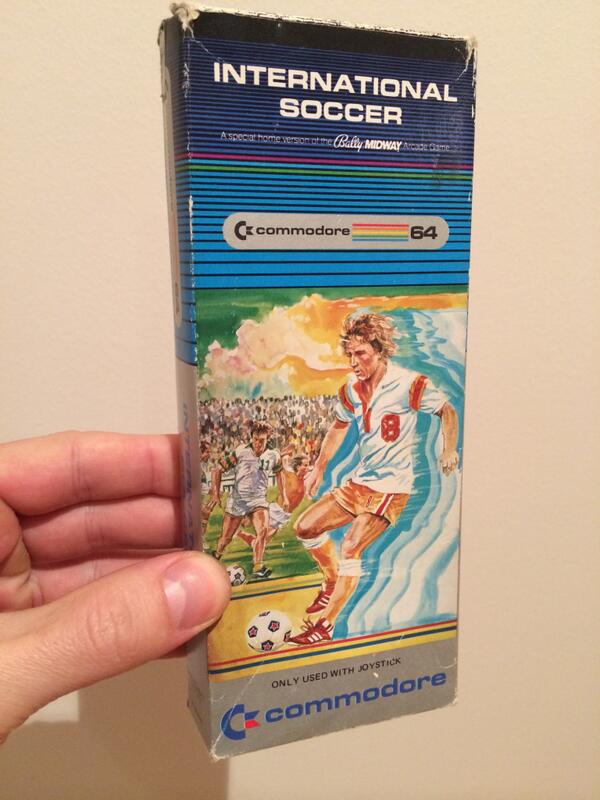 INTERNATIONAL
SOCCER
A special home version of the Bally MIDWAY Arcade Game
commodore 64
8
11
ONLY USED WITH JOYSTICK
commodore